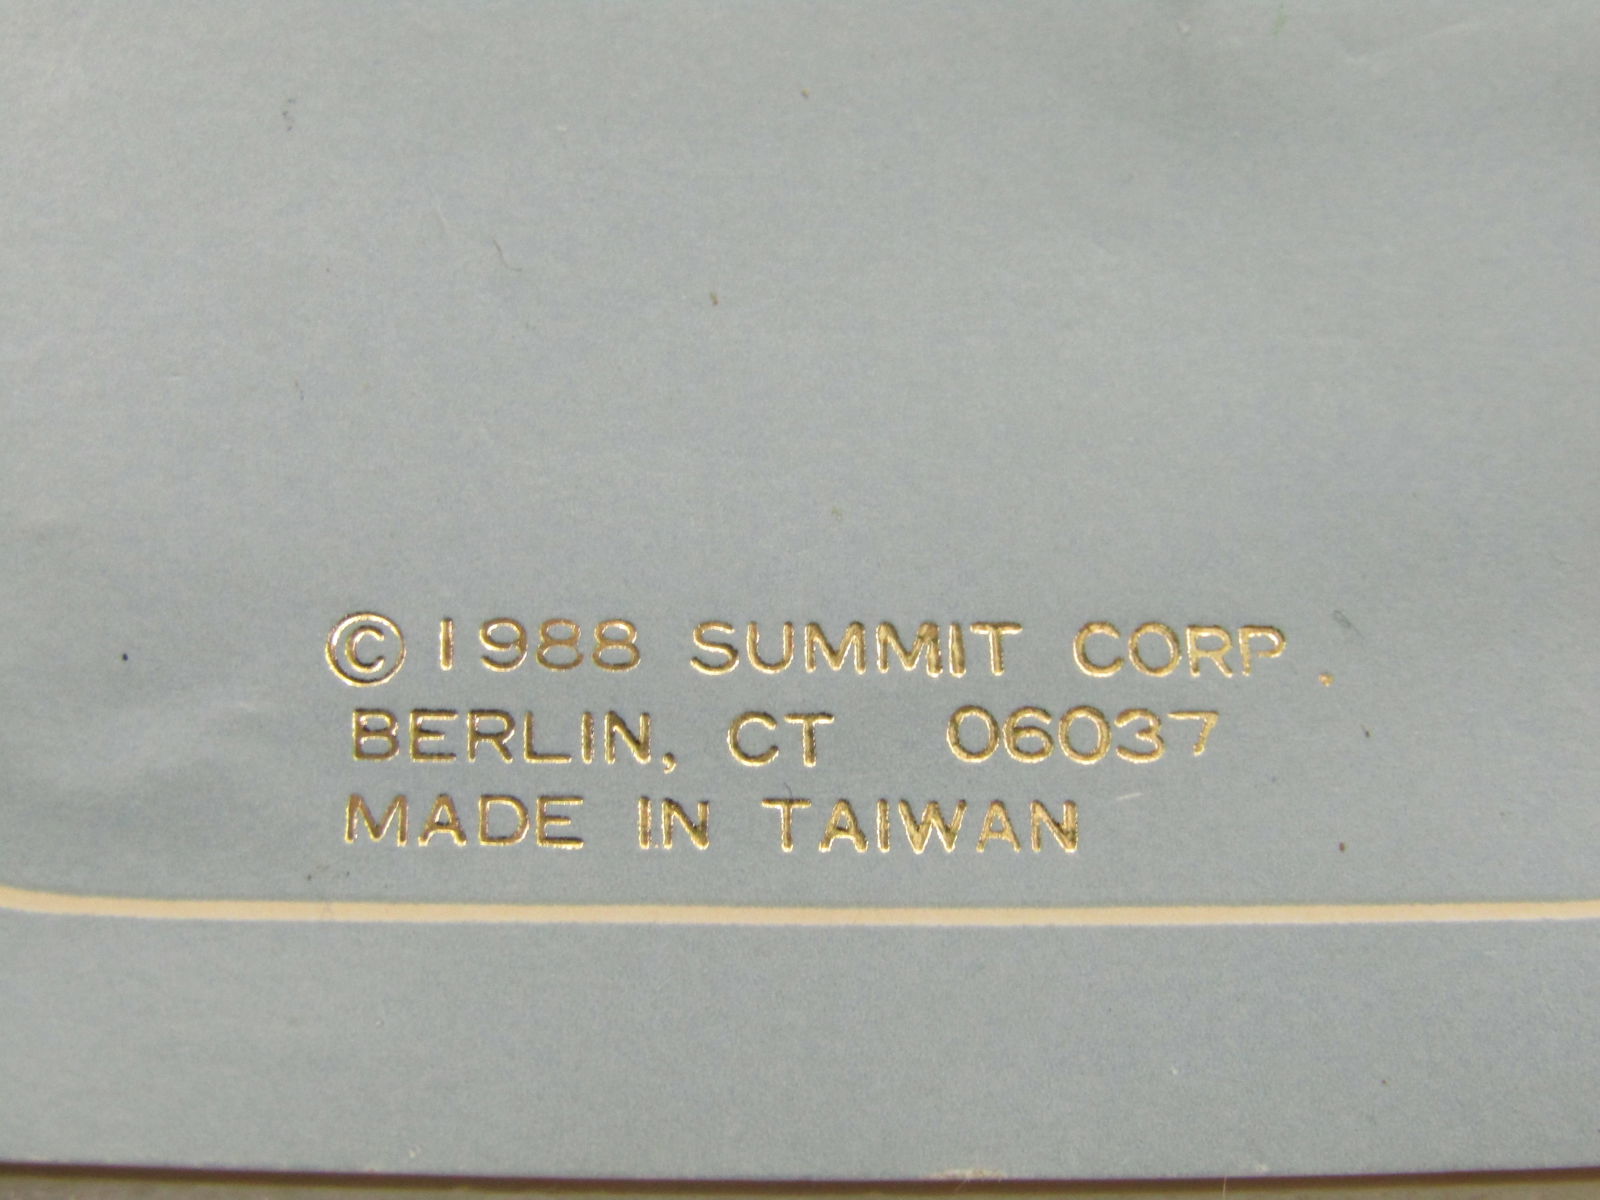 © 1988 SUMMIT CORP.
BERLIN, CT 06037
MADE IN TAIWAN